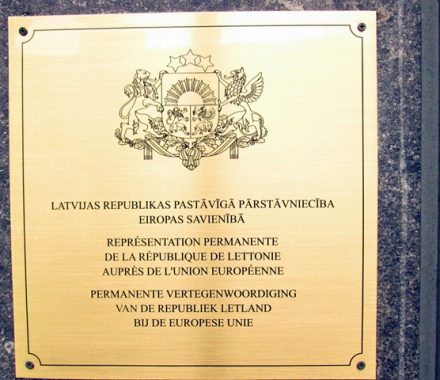 LATVIJAS REPUBLIKAS PASTĀVĪGĀ PĀRSTĀVNIECĪBA
EIROPAS SAVIENĪBĀ
REPRÉSENTATION PERMANENTE
DE LA RÉPUBLIQUE DE LETTONIE
AUPRÈS DE L'UNION EUROPÉENNE
PERMANENTE VERTEGENWOORDIGING
VAN DE REPUBLIEK LETLAND
BIJ DE EUROPESE UNIE